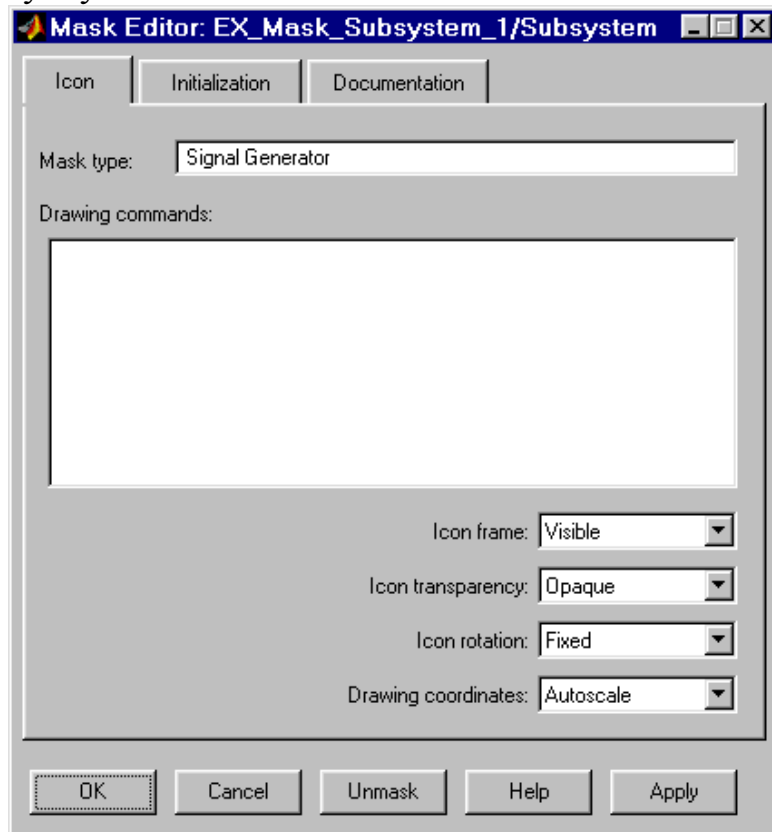 Mask Editor: EX_Mask_Subsystem_1/Subsystem
Icon Initialization Documentation
Mask type: Signal Generator
Drawing commands:
Icon frame: Visible
Icon transparency: Opaque
Icon rotation: Fixed
Drawing coordinates: Autoscale
OK Cancel Unmask Help Apply